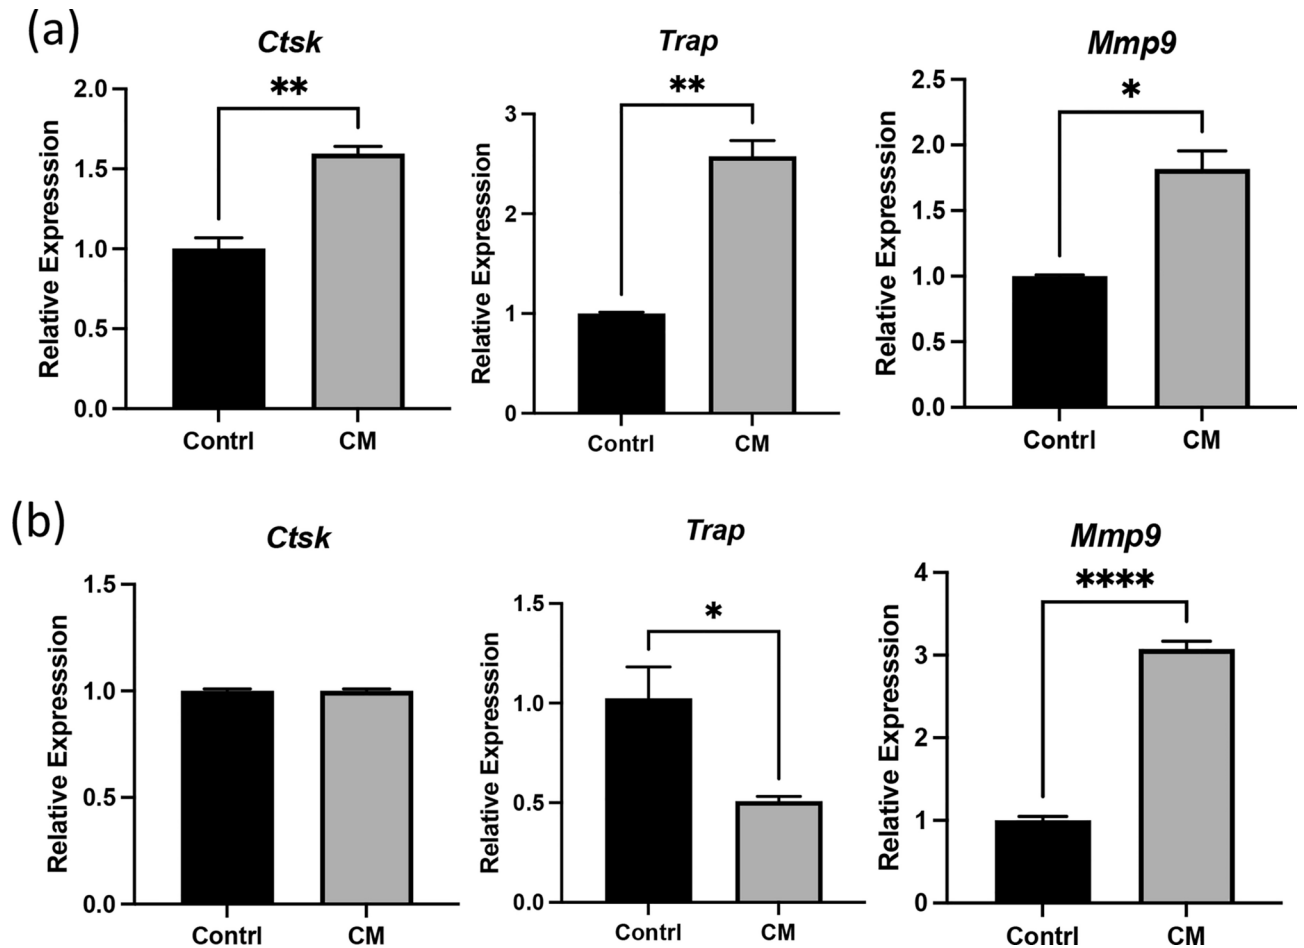 (a)
Ctsk
Trap
Mmp9
**
**
*
Relative Expresssion
2.0
1.5
1.0
0.5
0.0
Contrl
CM
Relative Expresssion
3
2
1
0
Contrl
CM
Relative Expresssion
2.5
2.0
1.5
1.0
0.5
0.0
Contrl
CM
(b)
Ctsk
Trap
Mmp9
*
****
Relative Expresssion
1.5
1.0
0.5
0.0
Contrl
CM
Relative Expresssion
1.5
1.0
0.5
0.0
Contrl
CM
Relative Expresssion
4
3
2
1
0
Contrl
CM